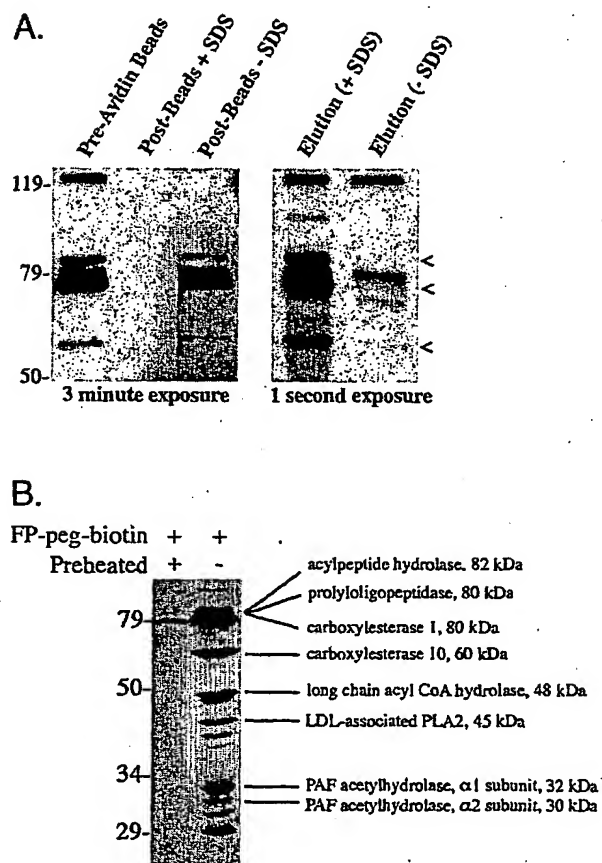 A.
Pre-Avidin Beads
Post-Beads + SDS
Post-Beads - SDS
Elution (+ SDS)
Elution (- SDS)
119-
79-
50-
<
<
<
3 minute exposure
1 second exposure
B.
FP-peg-biotin + +
Preheated + -
79-
50-
34-
29-
acylpeptide hydrolase, 82 kDa
prolyloligopeptidase, 80 kDa
carboxylesterase 1, 80 kDa
carboxylesterase 10, 60 kDa
long chain acyl CoA hydrolase, 48 kDa
LDL-associated PLA2, 45 kDa
PAF acetylhydrolase, α1 subunit, 32 kDa
PAF acetylhydrolase, α2 subunit, 30 kDa